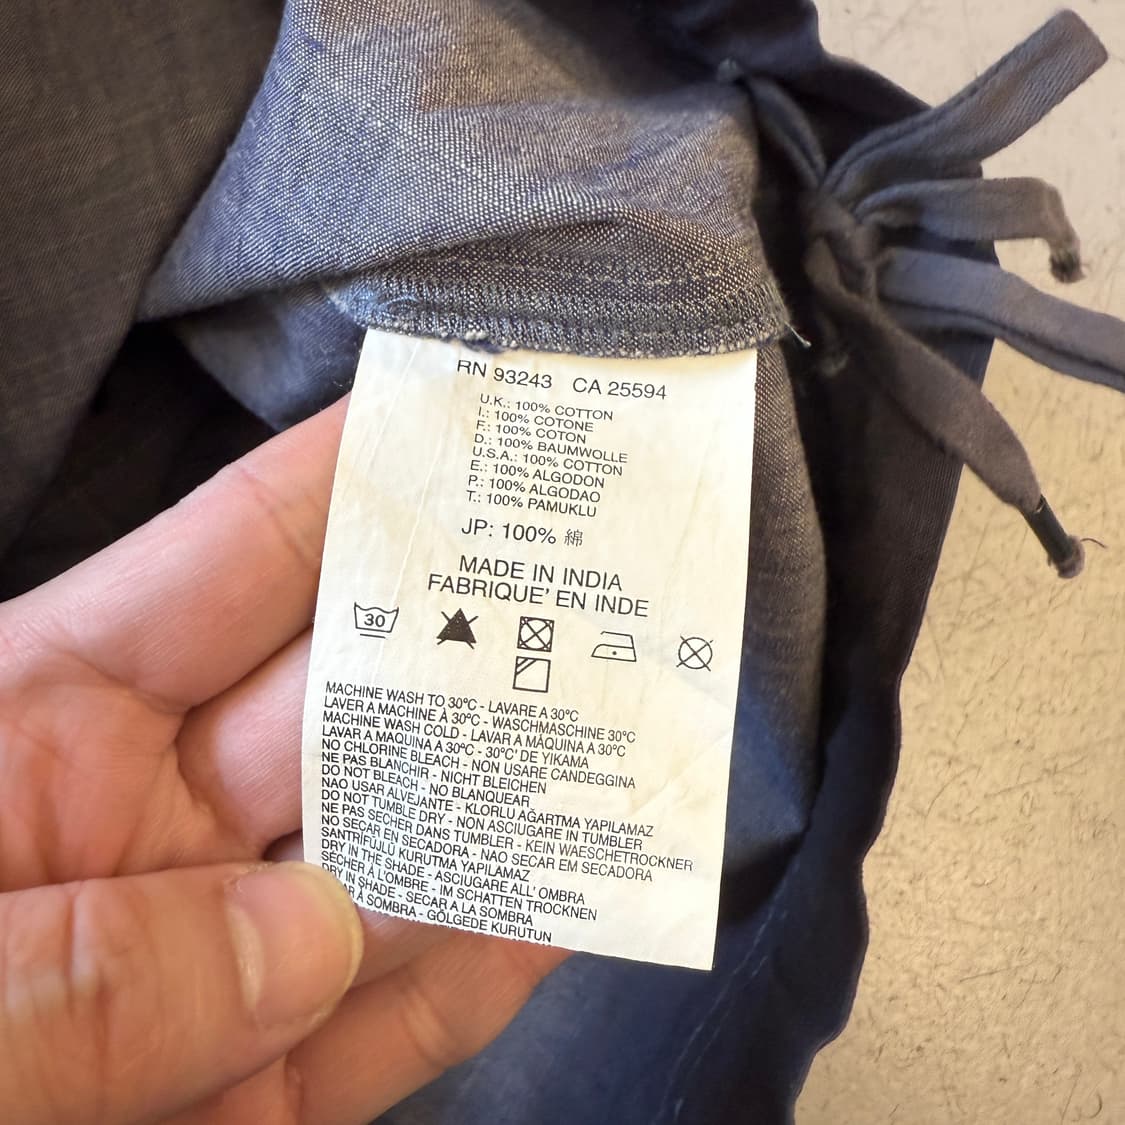 RN 93243 CA 25594
U.K.: 100% COTTON
I.: 100% COTONE
F.: 100% COTON
D.: 100% BAUMWOLLE
U.S.A.: 100% COTTON
E.: 100% ALGODON
P.: 100% ALGODAO
T.: 100% PAMUKLU
JP: 100% 綿
MADE IN INDIA
FABRIQUE' EN INDE
30
MACHINE WASH TO 30°C - LAVARE A 30°C
LAVER A MACHINE À 30°C - WASCHMASCHINE 30°C
MACHINE WASH COLD - LAVAR A MÁQUINA A 30°C
LAVAR A MAQUINA A 30°C - 30°C' DE YIKAMA
NO CHLORINE BLEACH - NON USARE CANDEGGINA
NE PAS BLANCHIR - NICHT BLEICHEN
DO NOT BLEACH - NO BLANQUEAR
NAO USAR ALVEJANTE - KLORLU AĞARTMA YAPILAMAZ
DO NOT TUMBLE DRY - NON ASCIUGARE IN TUMBLER
NE PAS SECHER DANS TUMBLER - KEIN WAESCHETROCKNER
NO SECAR EN SECADORA - NAO SECAR EM SECADORA
SANTRİFÜJLÜ KURUTMA YAPILAMAZ
DRY IN THE SHADE - ASCIUGARE ALL' OMBRA
SÉCHER À L'OMBRE - IM SCHATTEN TROCKNEN
DRY IN SHADE - SECAR A LA SOMBRA
À SOMBRA - GÖLGEDE KURUTUN